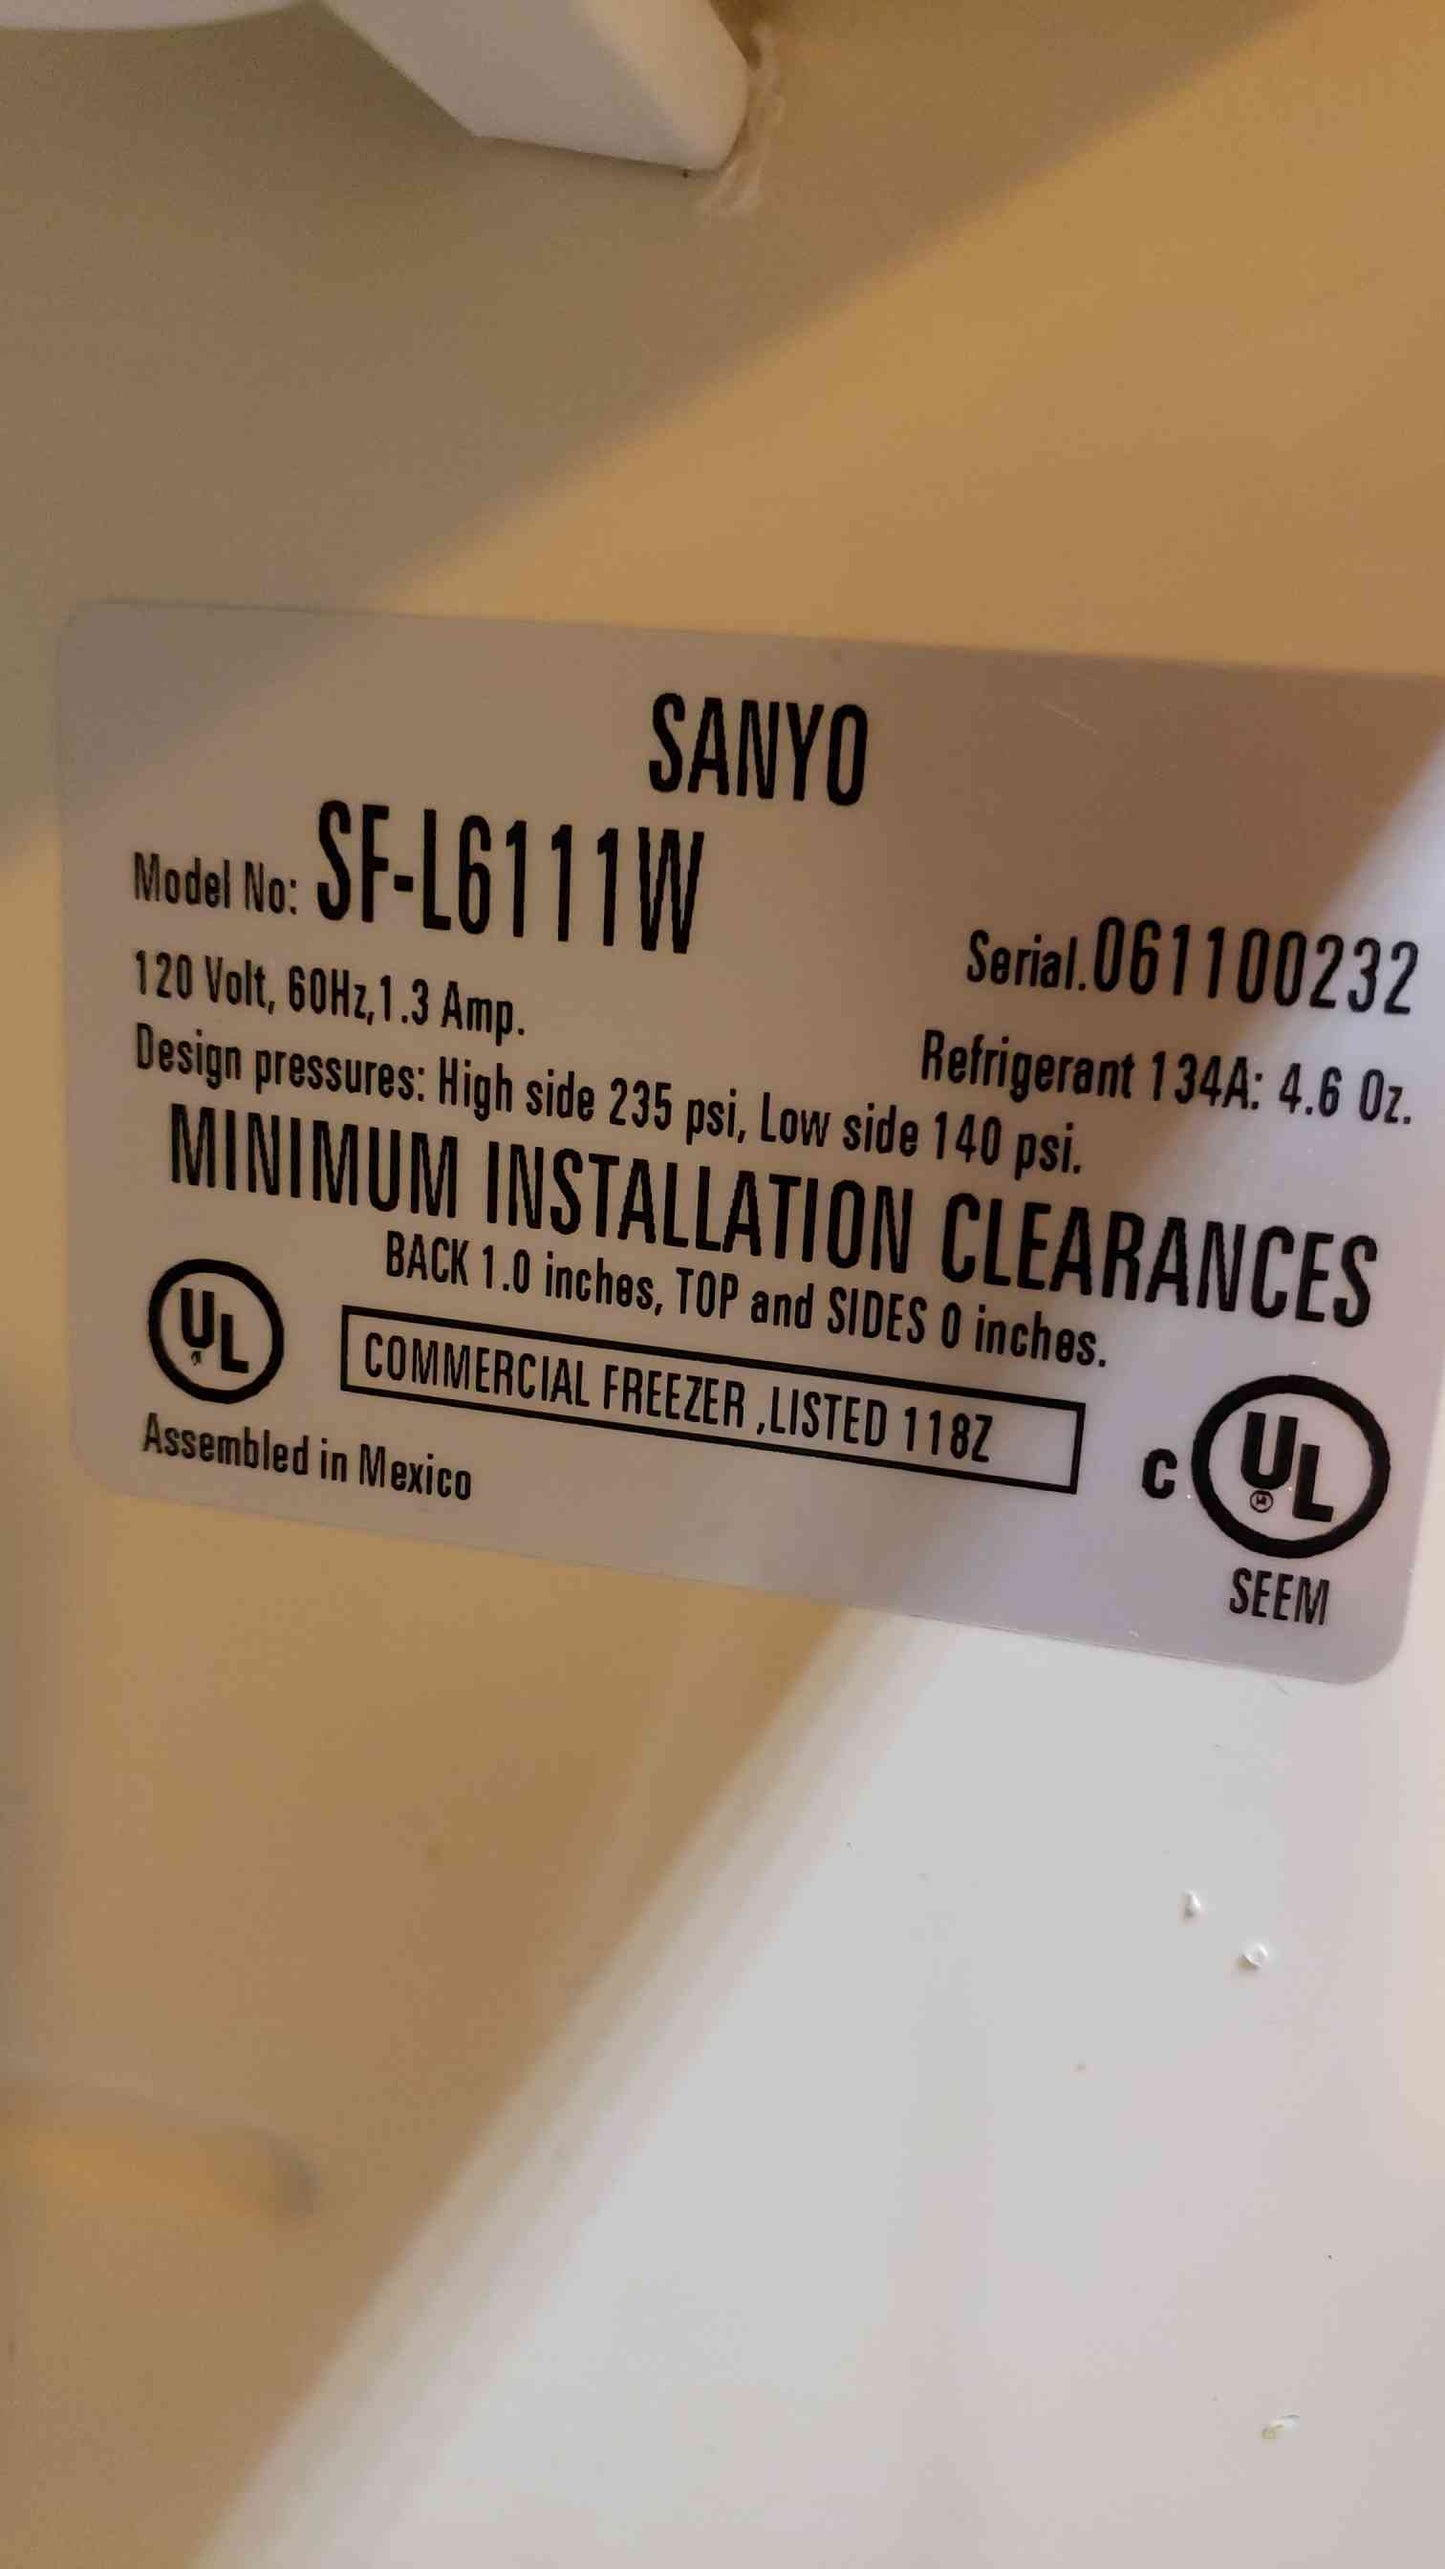 SANYO
Model No: SF-L6111W
Serial.061100232
120 Volt, 60Hz,1.3 Amp.
Refrigerant 134A: 4.6 Oz.
Design pressures: High side 235 psi, Low side 140 psi.
MINIMUM INSTALLATION CLEARANCES
BACK 1.0 inches, TOP and SIDES 0 inches.
UL
COMMERCIAL FREEZER ,LISTED 118Z
C UL
Assembled in Mexico
SEEM